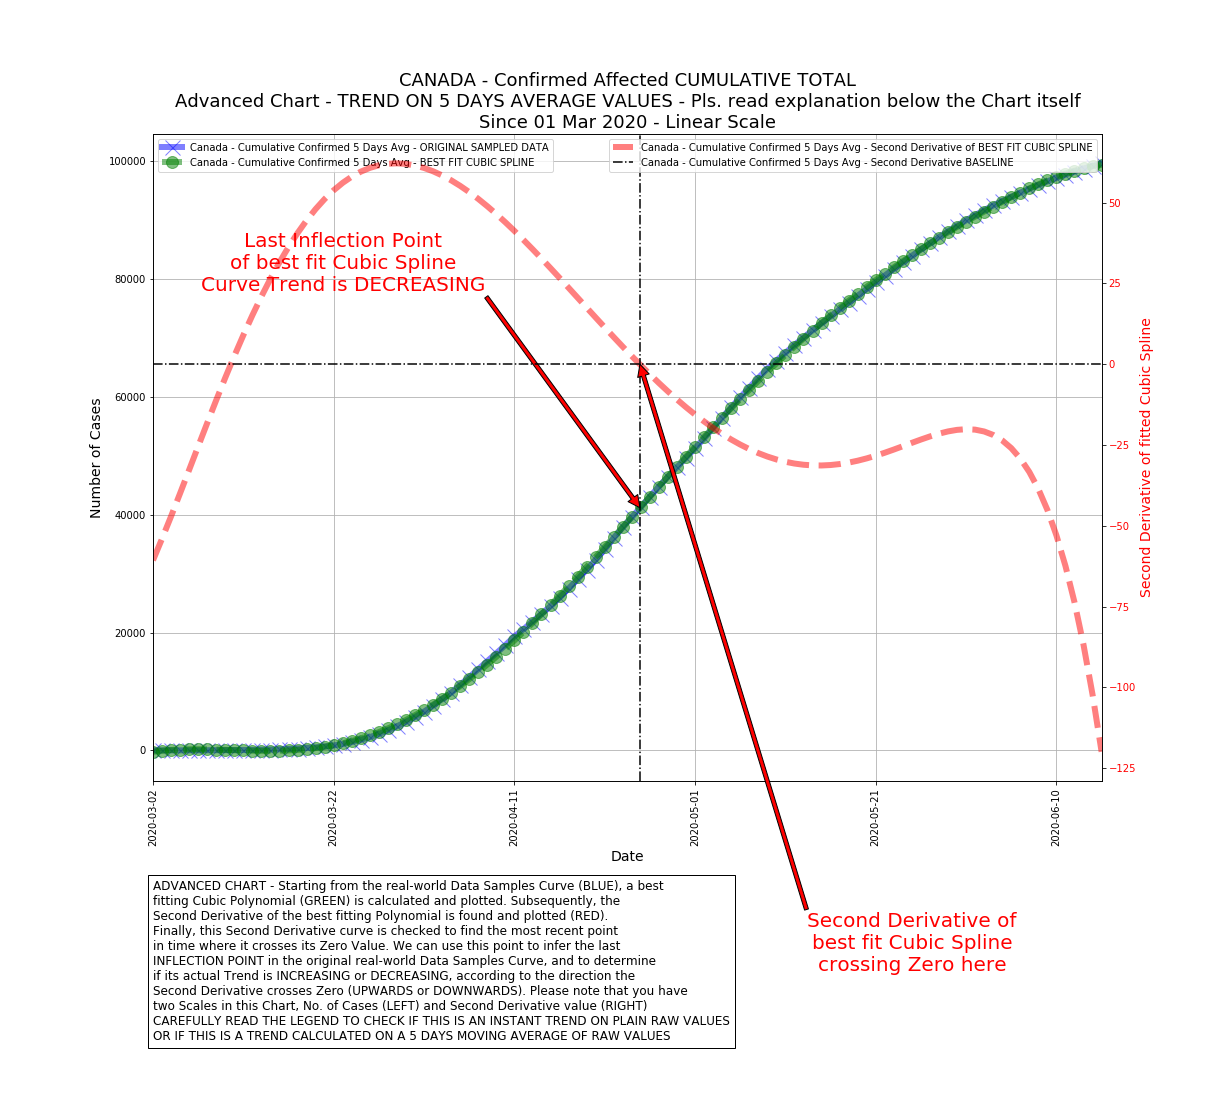 CANADA - Confirmed Affected CUMULATIVE TOTAL
Advanced Chart - TREND ON 5 DAYS AVERAGE VALUES - Pls. read explanation below the Chart itself
Since 01 Mar 2020 - Linear Scale
Canada - Cumulative Confirmed 5 Days Avg - ORIGINAL SAMPLED DATA
Canada - Cumulative Confirmed 5 Days Avg - BEST FIT CUBIC SPLINE
Canada - Cumulative Confirmed 5 Days Avg - Second Derivative of BEST FIT CUBIC SPLINE
Canada - Cumulative Confirmed 5 Days Avg - Second Derivative BASELINE
100000
80000
60000
40000
20000
0
Number of Cases
50
25
0
−25
−50
−75
−100
−125
Second Derivative of fitted Cubic Spline
Last Inflection Point
of best fit Cubic Spline
Curve Trend is DECREASING
2020-03-02
2020-03-22
2020-04-11
2020-05-01
2020-05-21
2020-06-10
Date
Second Derivative of
best fit Cubic Spline
crossing Zero here
ADVANCED CHART - Starting from the real-world Data Samples Curve (BLUE), a best
fitting Cubic Polynomial (GREEN) is calculated and plotted. Subsequently, the
Second Derivative of the best fitting Polynomial is found and plotted (RED).
Finally, this Second Derivative curve is checked to find the most recent point
in time where it crosses its Zero Value. We can use this point to infer the last
INFLECTION POINT in the original real-world Data Samples Curve, and to determine
if its actual Trend is INCREASING or DECREASING, according to the direction the
Second Derivative crosses Zero (UPWARDS or DOWNWARDS). Please note that you have
two Scales in this Chart, No. of Cases (LEFT) and Second Derivative value (RIGHT)
CAREFULLY READ THE LEGEND TO CHECK IF THIS IS AN INSTANT TREND ON PLAIN RAW VALUES
OR IF THIS IS A TREND CALCULATED ON A 5 DAYS MOVING AVERAGE OF RAW VALUES